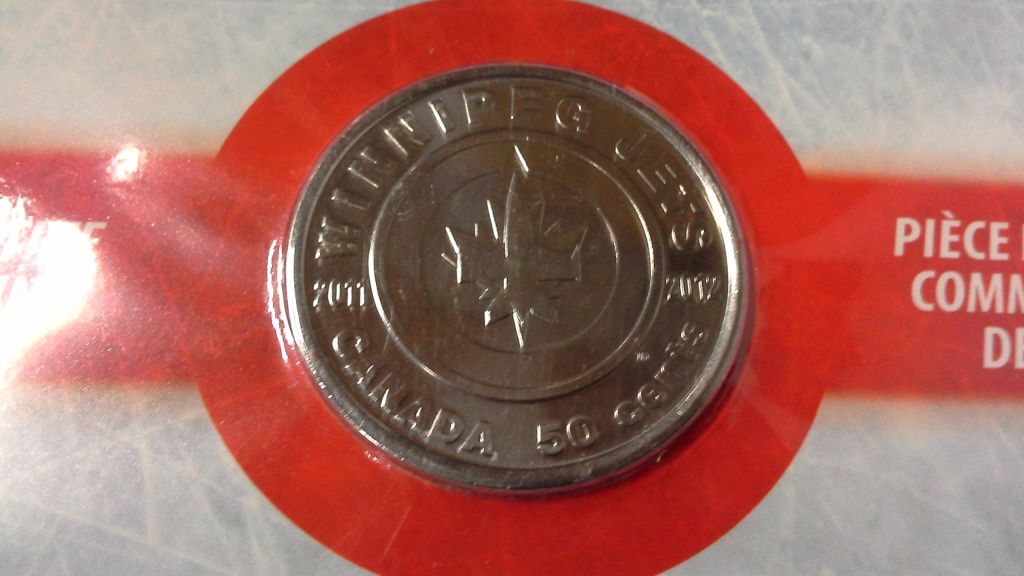 WINNIPEG JETS
2011 2012
CANADA 50 cents
PIÈCE
COMM
DE